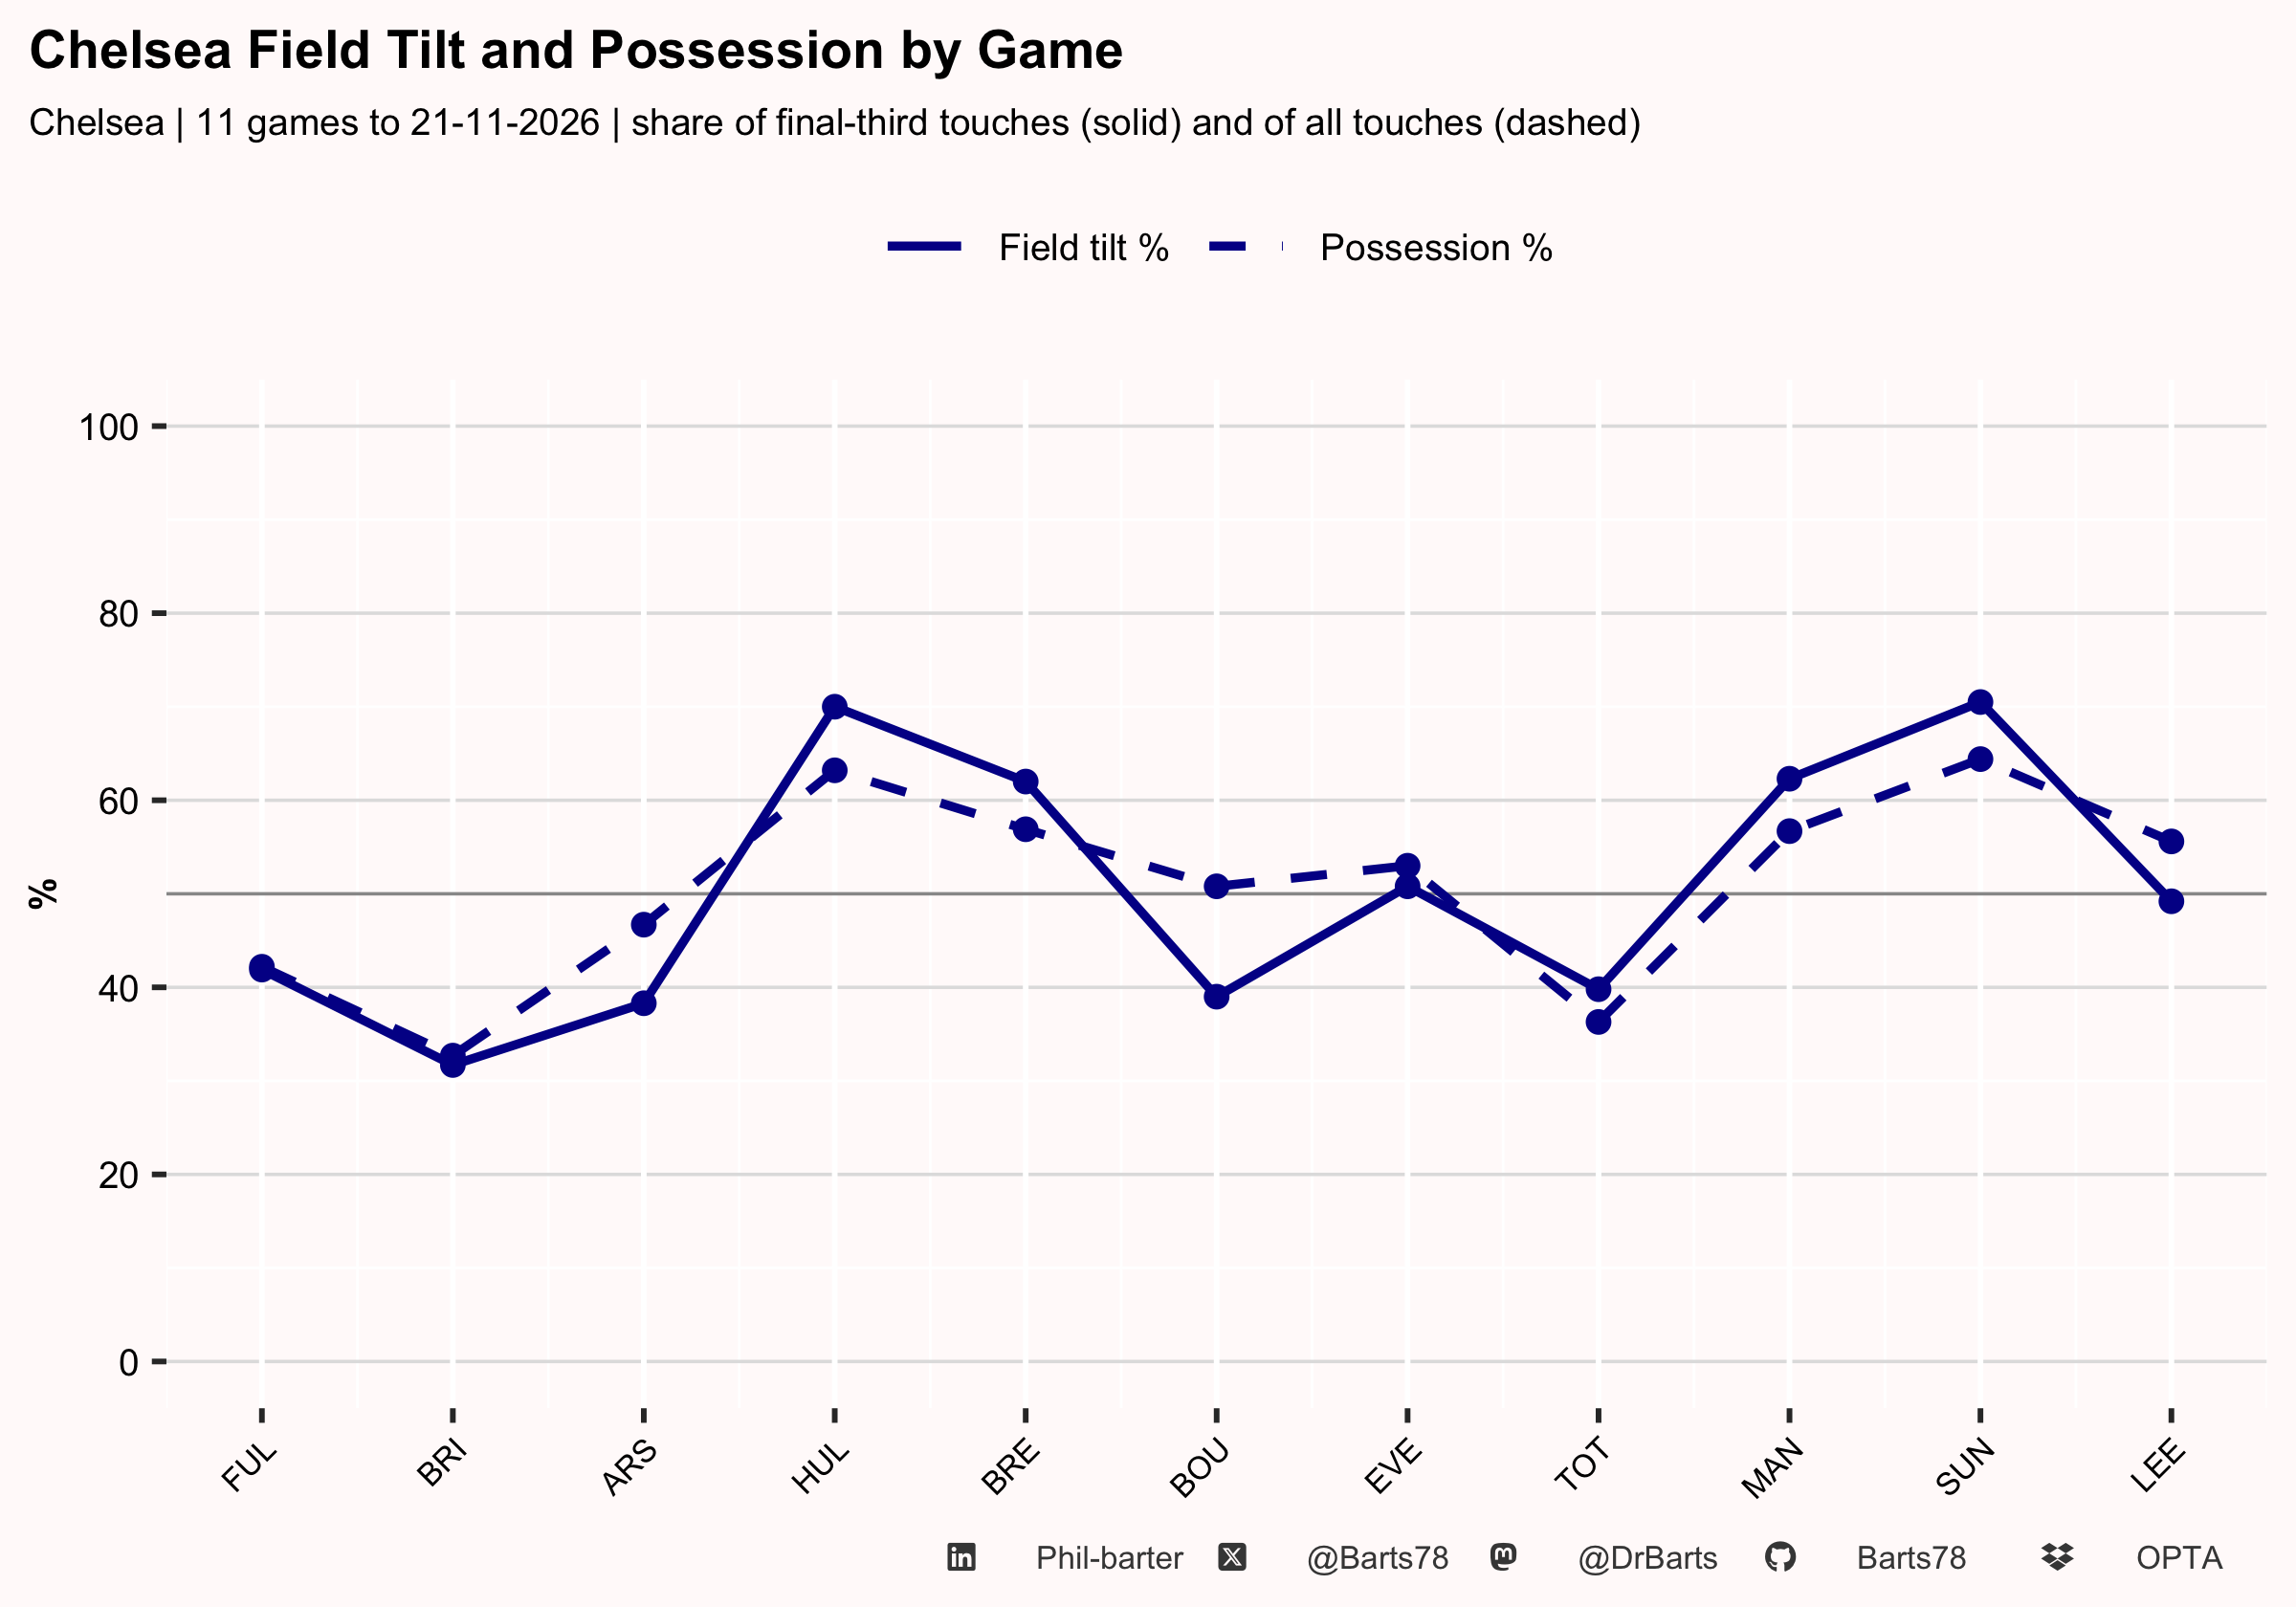 Chelsea Field Tilt and Possession by Game
Chelsea | 11 games to 21-11-2026 | share of final-third touches (solid) and of all touches (dashed)
Field tilt % Possession %
100
80
60
40
20
0
%
FUL BRI ARS HUL BRE BOU EVE TOT MAN SUN LEE
Phil-barter @Barts78 @DrBarts Barts78 OPTA